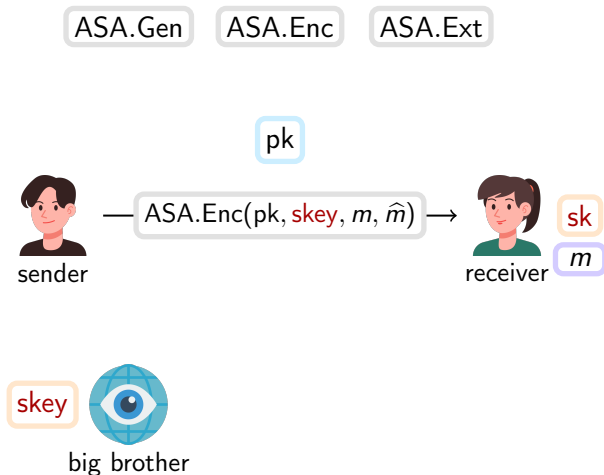 ASA.Gen ASA.Enc ASA.Ext
pk
ASA.Enc(pk, skey, m, m̂)
sk
sender
receiver
m
skey
big brother